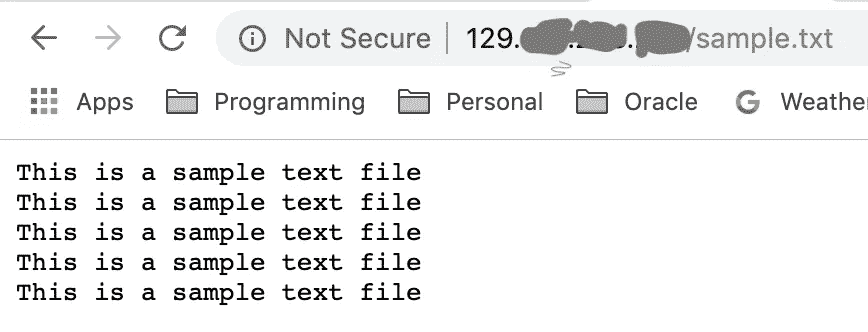 Not Secure | 129. /sample.txt
Apps Programming Personal Oracle Weathe
This is a sample text file
This is a sample text file
This is a sample text file
This is a sample text file
This is a sample text file